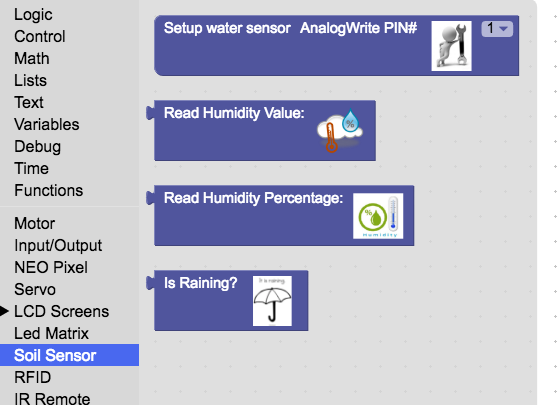 Logic
Control
Math
Lists
Text
Variables
Debug
Time
Functions
Motor
Input/Output
NEO Pixel
Servo
LCD Screens
Led Matrix
Soil Sensor
RFID
IR Remote
Setup water sensor AnalogWrite PIN# 1
Read Humidity Value:
%
Read Humidity Percentage:
%
Humidity
Is Raining?
It is raining